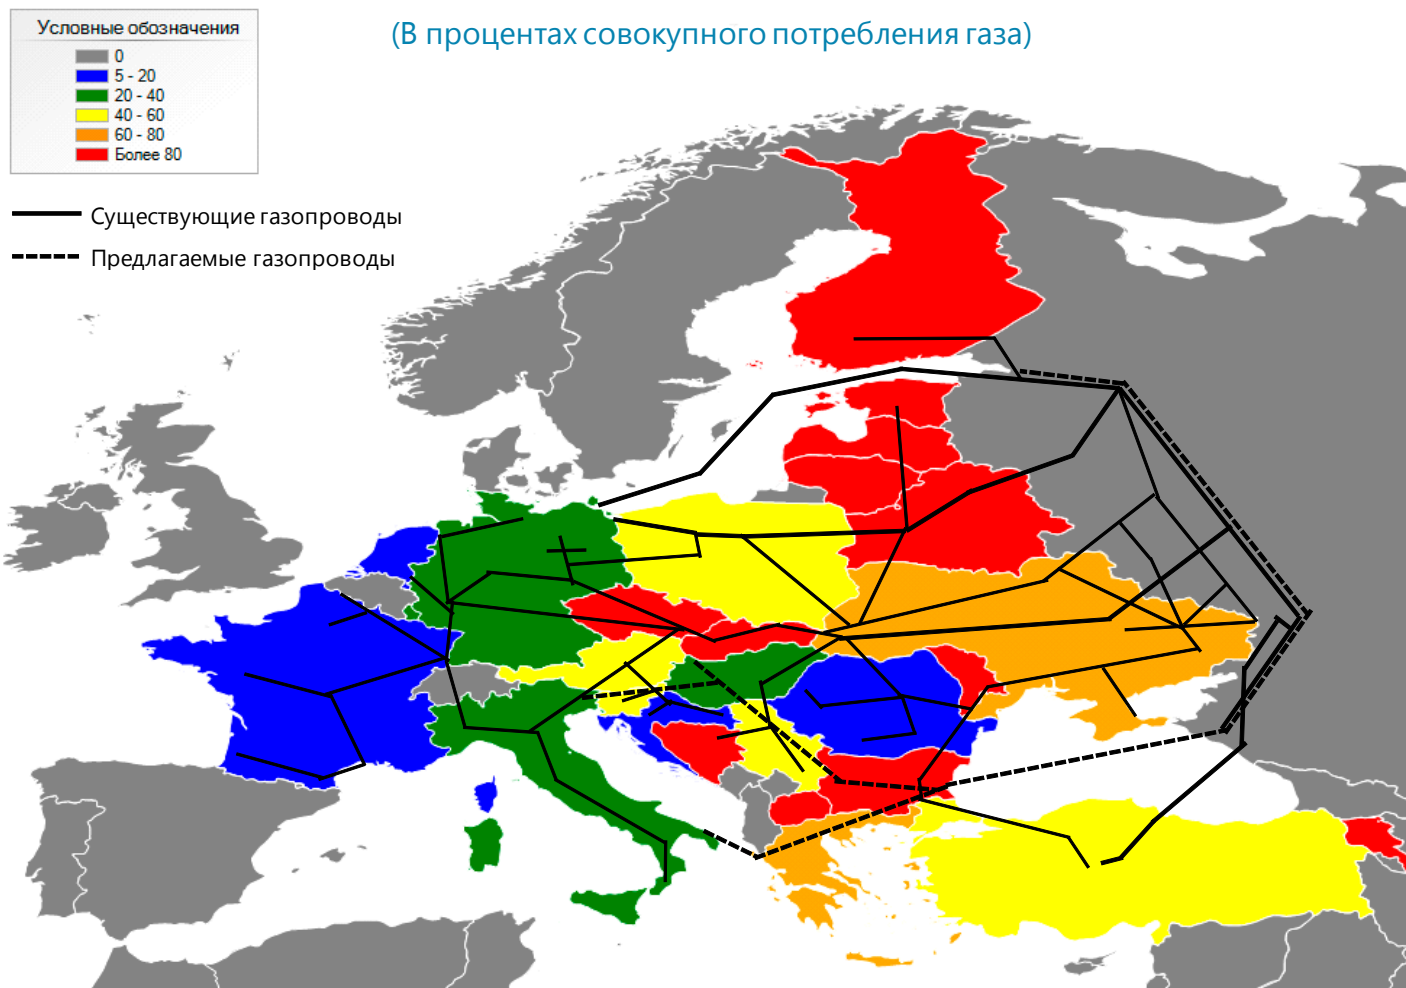 (В процентах совокупного потребления газа)
Условные обозначения
0
5 - 20
20 - 40
40 - 60
60 - 80
Более 80
Существующие газопроводы
Предлагаемые газопроводы